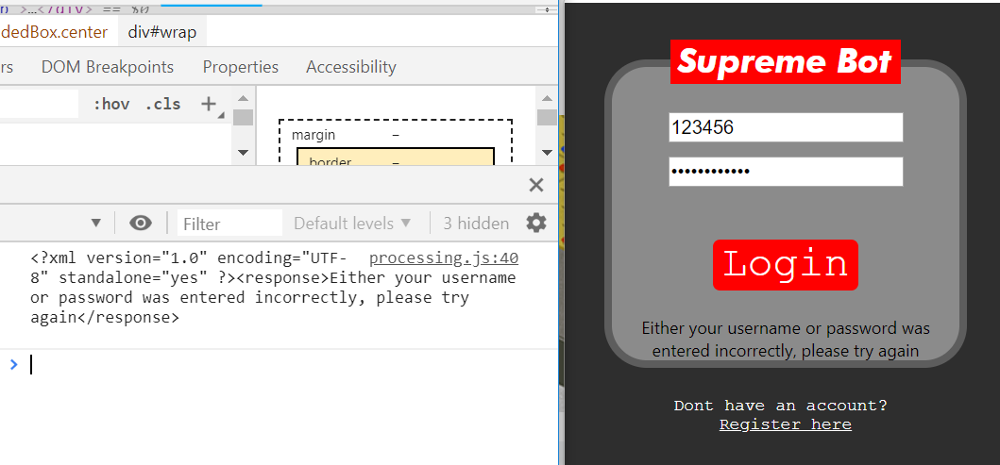 …</div> == $0
dedBox.center div#wrap
rs DOM Breakpoints Properties Accessibility
:hov .cls +
margin –
border –
Filter Default levels ▼ 3 hidden
<?xml version="1.0" encoding="UTF- processing.js:40
8" standalone="yes" ?><response>Either your username
or password was entered incorrectly, please try
again</response>
>
Supreme Bot
123456
••••••••••••
Login
Either your username or password was
entered incorrectly, please try again
Dont have an account?
Register here